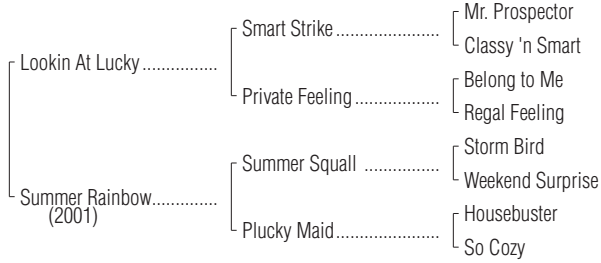 Mr. Prospector
Smart Strike ......................
Classy 'n Smart
Lookin At Lucky ...............
Belong to Me
Private Feeling ..................
Regal Feeling
Storm Bird
Summer Squall ................
Weekend Surprise
Summer Rainbow.............
(2001)
Housebuster
Plucky Maid ......................
So Cozy